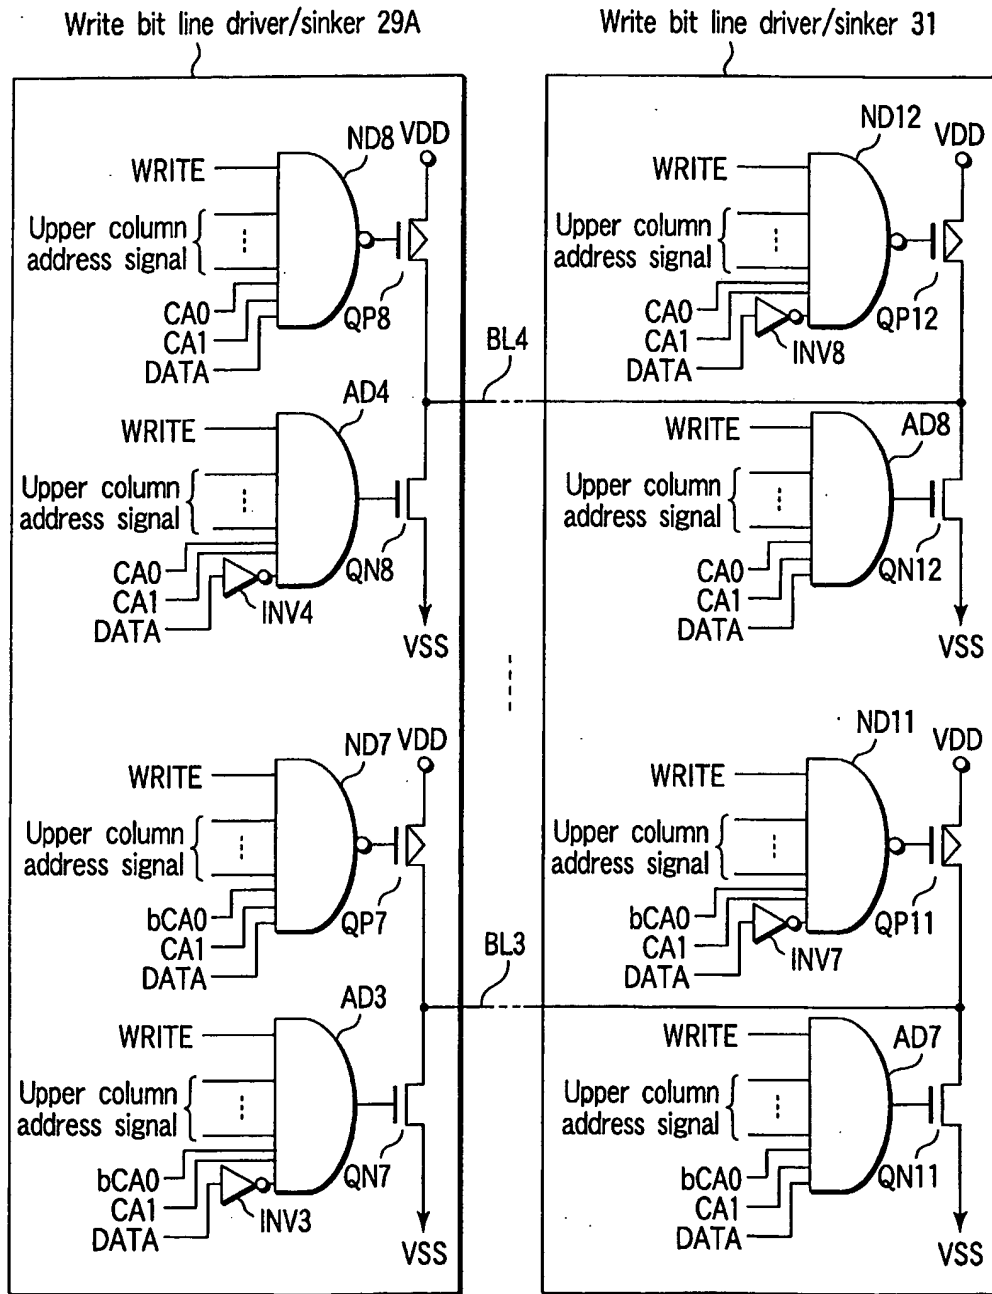 Write bit line driver/sinker 29A
ND8
VDD
WRITE
Upper column
address signal
CA0
CA1
DATA
QP8
BL4
AD4
WRITE
Upper column
address signal
CA0
CA1
DATA
INV4
QN8
VSS
ND7
VDD
WRITE
Upper column
address signal
bCA0
CA1
DATA
QP7
BL3
AD3
WRITE
Upper column
address signal
bCA0
CA1
DATA
INV3
QN7
VSS
Write bit line driver/sinker 31
ND12
VDD
WRITE
Upper column
address signal
CA0
CA1
DATA
INV8
QP12
AD8
WRITE
Upper column
address signal
CA0
CA1
DATA
QN12
VSS
ND11
VDD
WRITE
Upper column
address signal
bCA0
CA1
DATA
INV7
QP11
AD7
WRITE
Upper column
address signal
bCA0
CA1
DATA
QN11
VSS